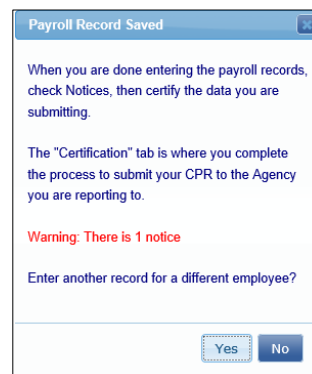 Payroll Record Saved
When you are done entering the payroll records,
check Notices, then certify the data you are
submitting.
The "Certification" tab is where you complete
the process to submit your CPR to the Agency
you are reporting to.
Warning: There is 1 notice
Enter another record for a different employee?
Yes No